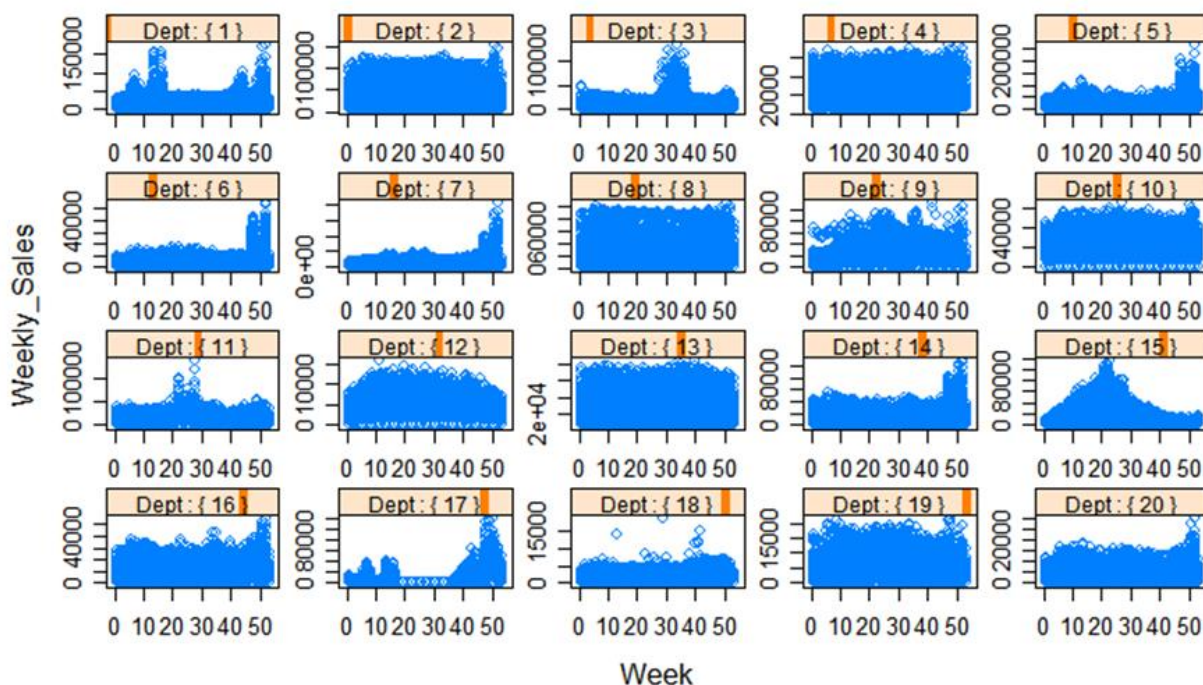 Dept: { 1 } Dept: { 2 } Dept: { 3 } Dept: { 4 } Dept: { 5 }
0 150000 0 100000 0 100000 20000 0 200000
0 10 20 30 40 50 0 10 20 30 40 50 0 10 20 30 40 50 0 10 20 30 40 50 0 10 20 30 40 50
Dept: { 6 } Dept: { 7 } Dept: { 8 } Dept: { 9 } Dept: { 10 }
0 40000 0e+00 0 60000 0 80000 0 40000
0 10 20 30 40 50 0 10 20 30 40 50 0 10 20 30 40 50 0 10 20 30 40 50 0 10 20 30 40 50
Weekly_Sales
Dept: { 11 } Dept: { 12 } Dept: { 13 } Dept: { 14 } Dept: { 15 }
0 100000 0 10000 2e+04 0 80000 0 80000
0 10 20 30 40 50 0 10 20 30 40 50 0 10 20 30 40 50 0 10 20 30 40 50 0 10 20 30 40 50
Dept: { 16 } Dept: { 17 } Dept: { 18 } Dept: { 19 } Dept: { 20 }
0 40000 0 80000 0 15000 0 15000 0 20000
0 10 20 30 40 50 0 10 20 30 40 50 0 10 20 30 40 50 0 10 20 30 40 50 0 10 20 30 40 50
Week